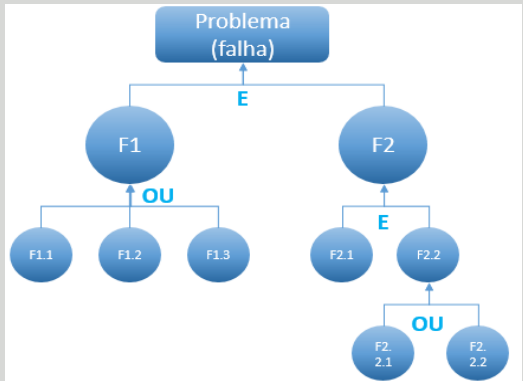 Problema
(falha)
E
F1
F2
OU
E
F1.1
F1.2
F1.3
F2.1
F2.2
OU
F2.
2.1
F2.
2.2